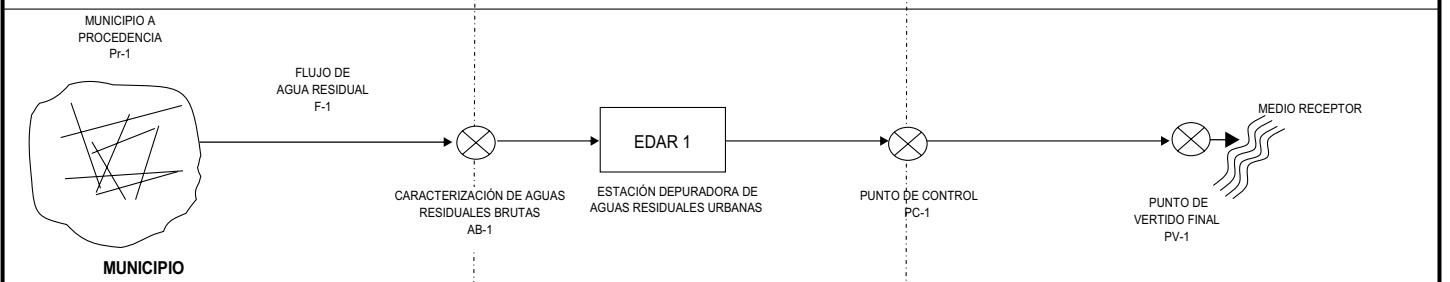 MUNICIPIO A
PROCEDENCIA
Pr-1
FLUJO DE
AGUA RESIDUAL
F-1
MUNICIPIO
CARACTERIZACIÓN DE AGUAS
RESIDUALES BRUTAS
AB-1
EDAR 1
ESTACIÓN DEPURADORA DE
AGUAS RESIDUALES URBANAS
PUNTO DE CONTROL
PC-1
PUNTO DE
VERTIDO FINAL
PV-1
MEDIO RECEPTOR